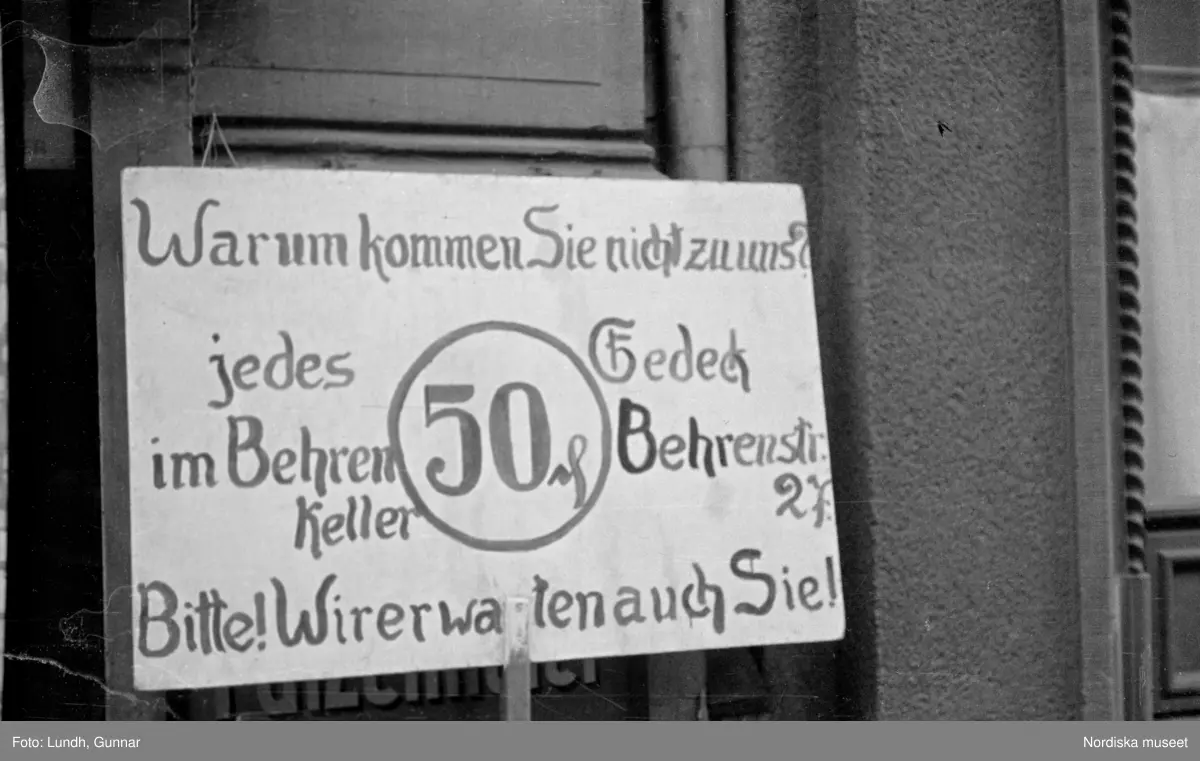 Warum kommen Sie nicht zu uns?
jedes 50 ₰ Gedeck
im Behren Behrenstr.
Keller 27.
Bitte! Wir erwarten auch Sie!
Foto: Lundh, Gunnar
Nordiska museet